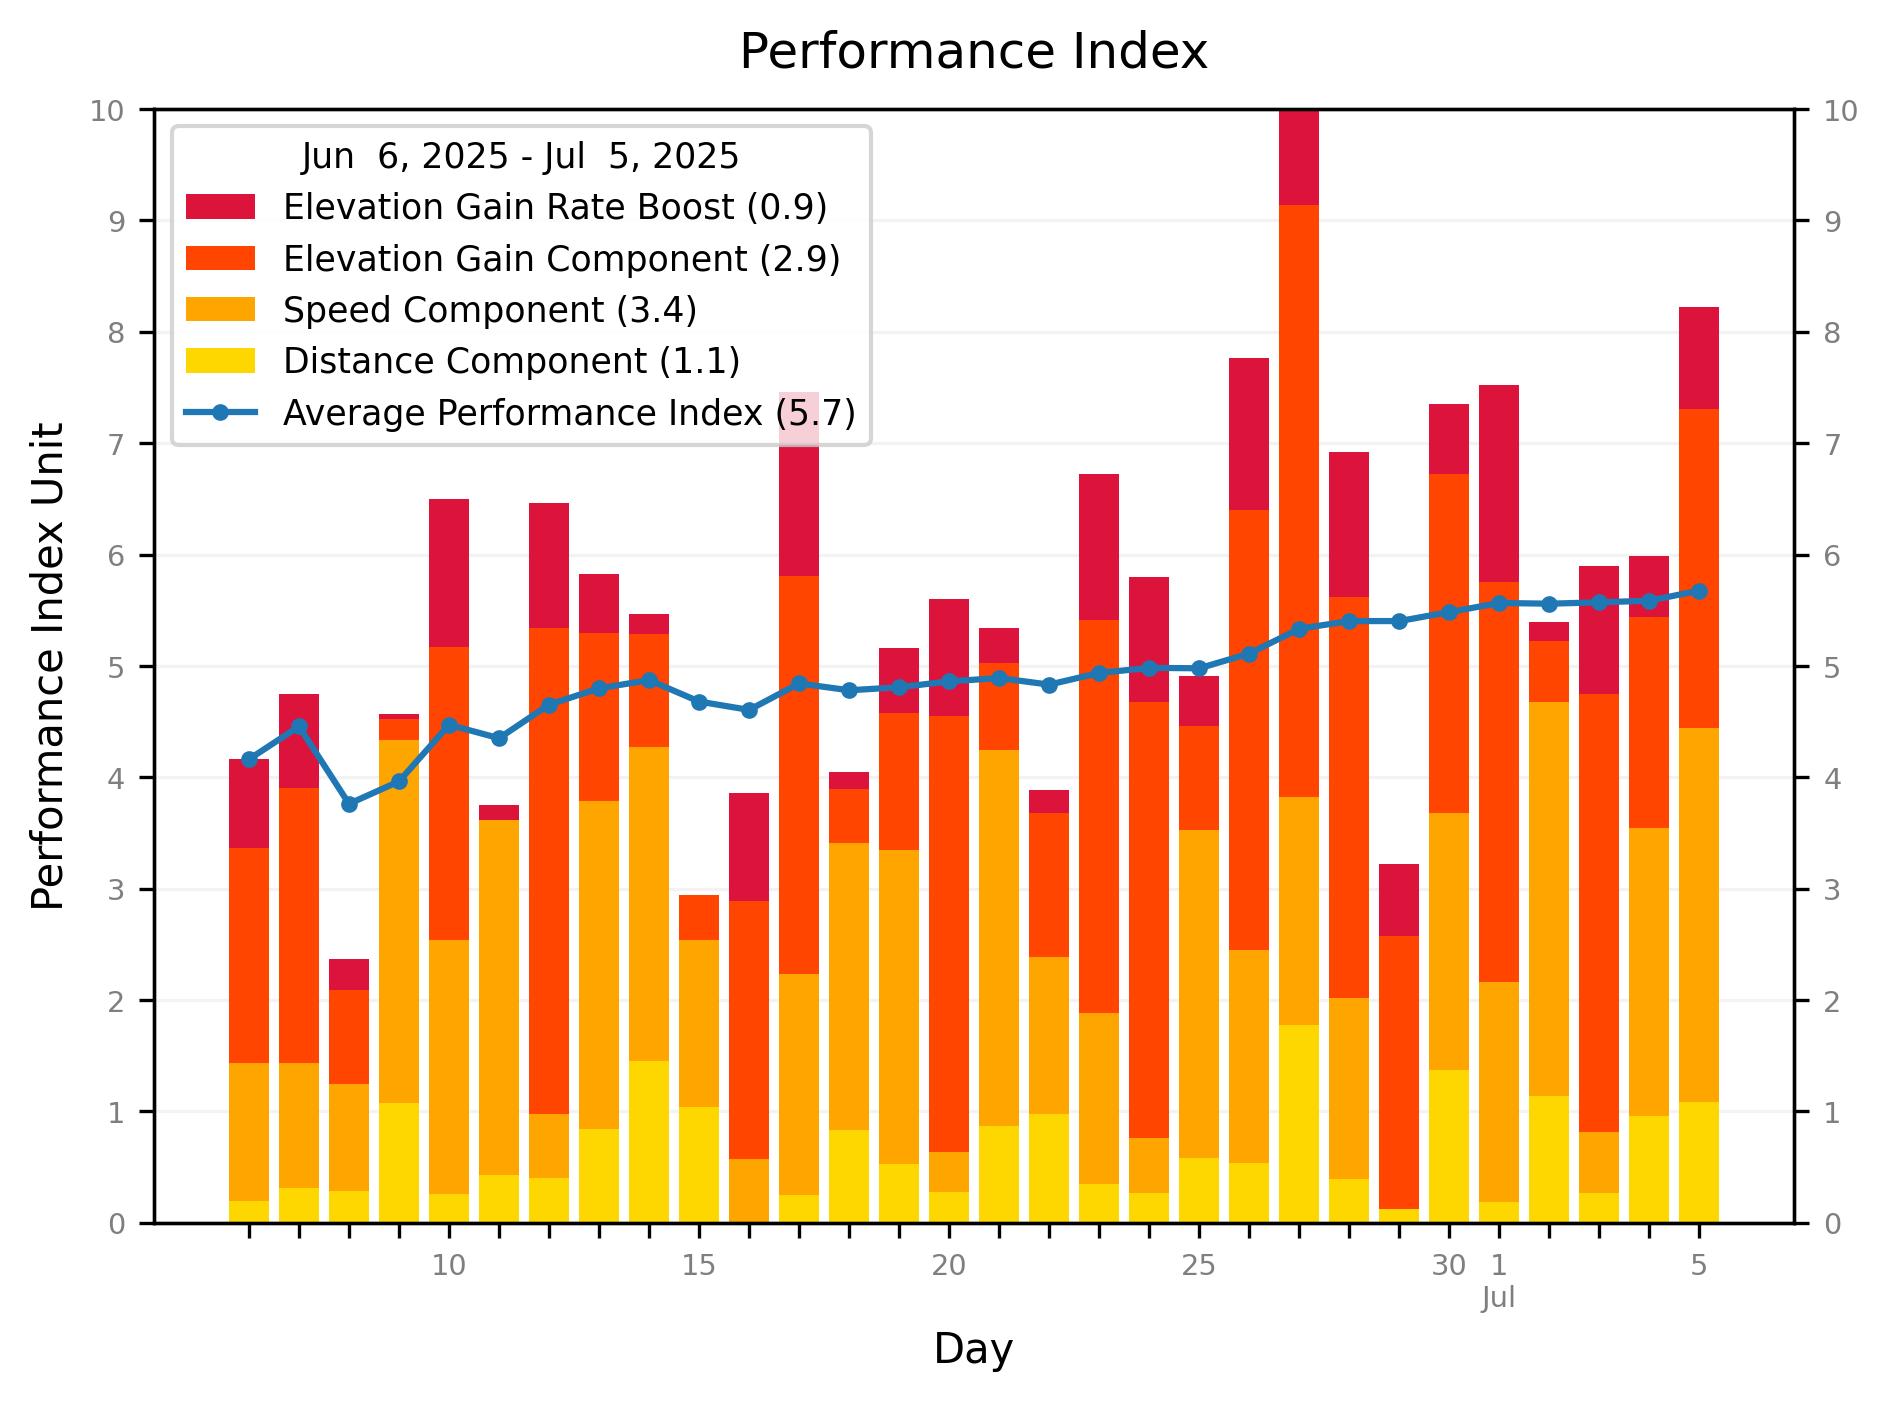 Performance Index
Jun  6, 2025 - Jul  5, 2025
Elevation Gain Rate Boost (0.9)
Elevation Gain Component (2.9)
Speed Component (3.4)
Distance Component (1.1)
Average Performance Index (5.7)
Performance Index Unit
10
9
8
7
6
5
4
3
2
1
0
10
9
8
7
6
5
4
3
2
1
0
10 15 20 25 30 1 5
Jul
Day